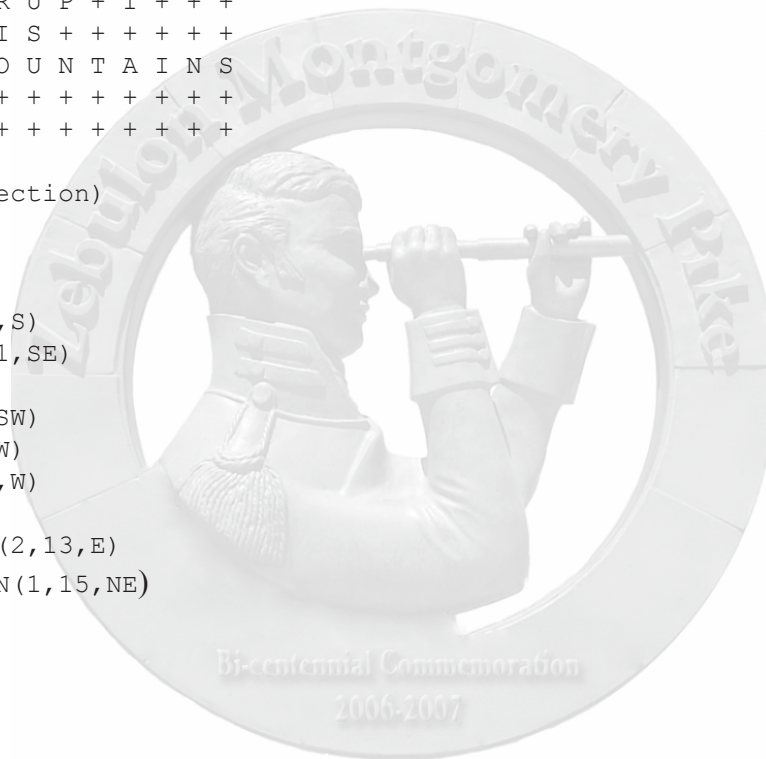 R U P + I + + +
I S + + + + + +
O U N T A I N S
+ + + + + + + +
+ + + + + + + +
ection)
,S)
1,SE)
SW)
W)
,W)
(2,13,E)
N(1,15,NE)
Zebulon Montgomery Pike
Bi-centennial Commemoration
2006-2007